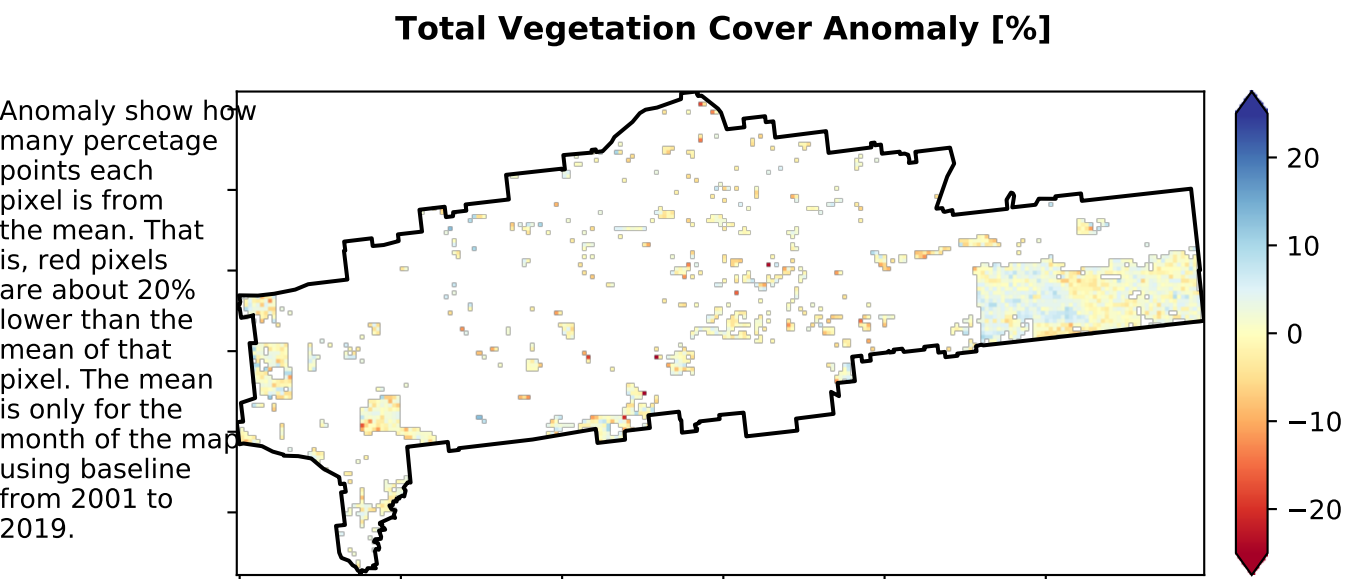 Total Vegetation Cover Anomaly [%]
Anomaly show how
many percetage
points each
pixel is from
the mean. That
is, red pixels
are about 20%
lower than the
mean of that
pixel. The mean
is only for the
month of the map
using baseline
from 2001 to
2019.
20
10
0
−10
−20